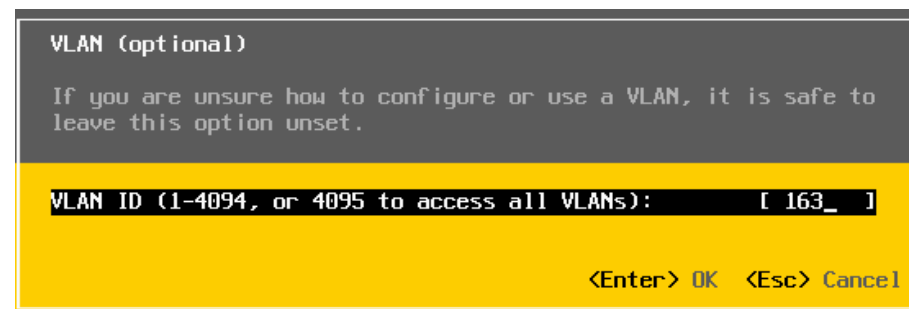 VLAN (optional)
If you are unsure how to configure or use a VLAN, it is safe to
leave this option unset.
VLAN ID (1-4094, or 4095 to access all VLANs): [ 163_ ]
<Enter> OK <Esc> Cancel